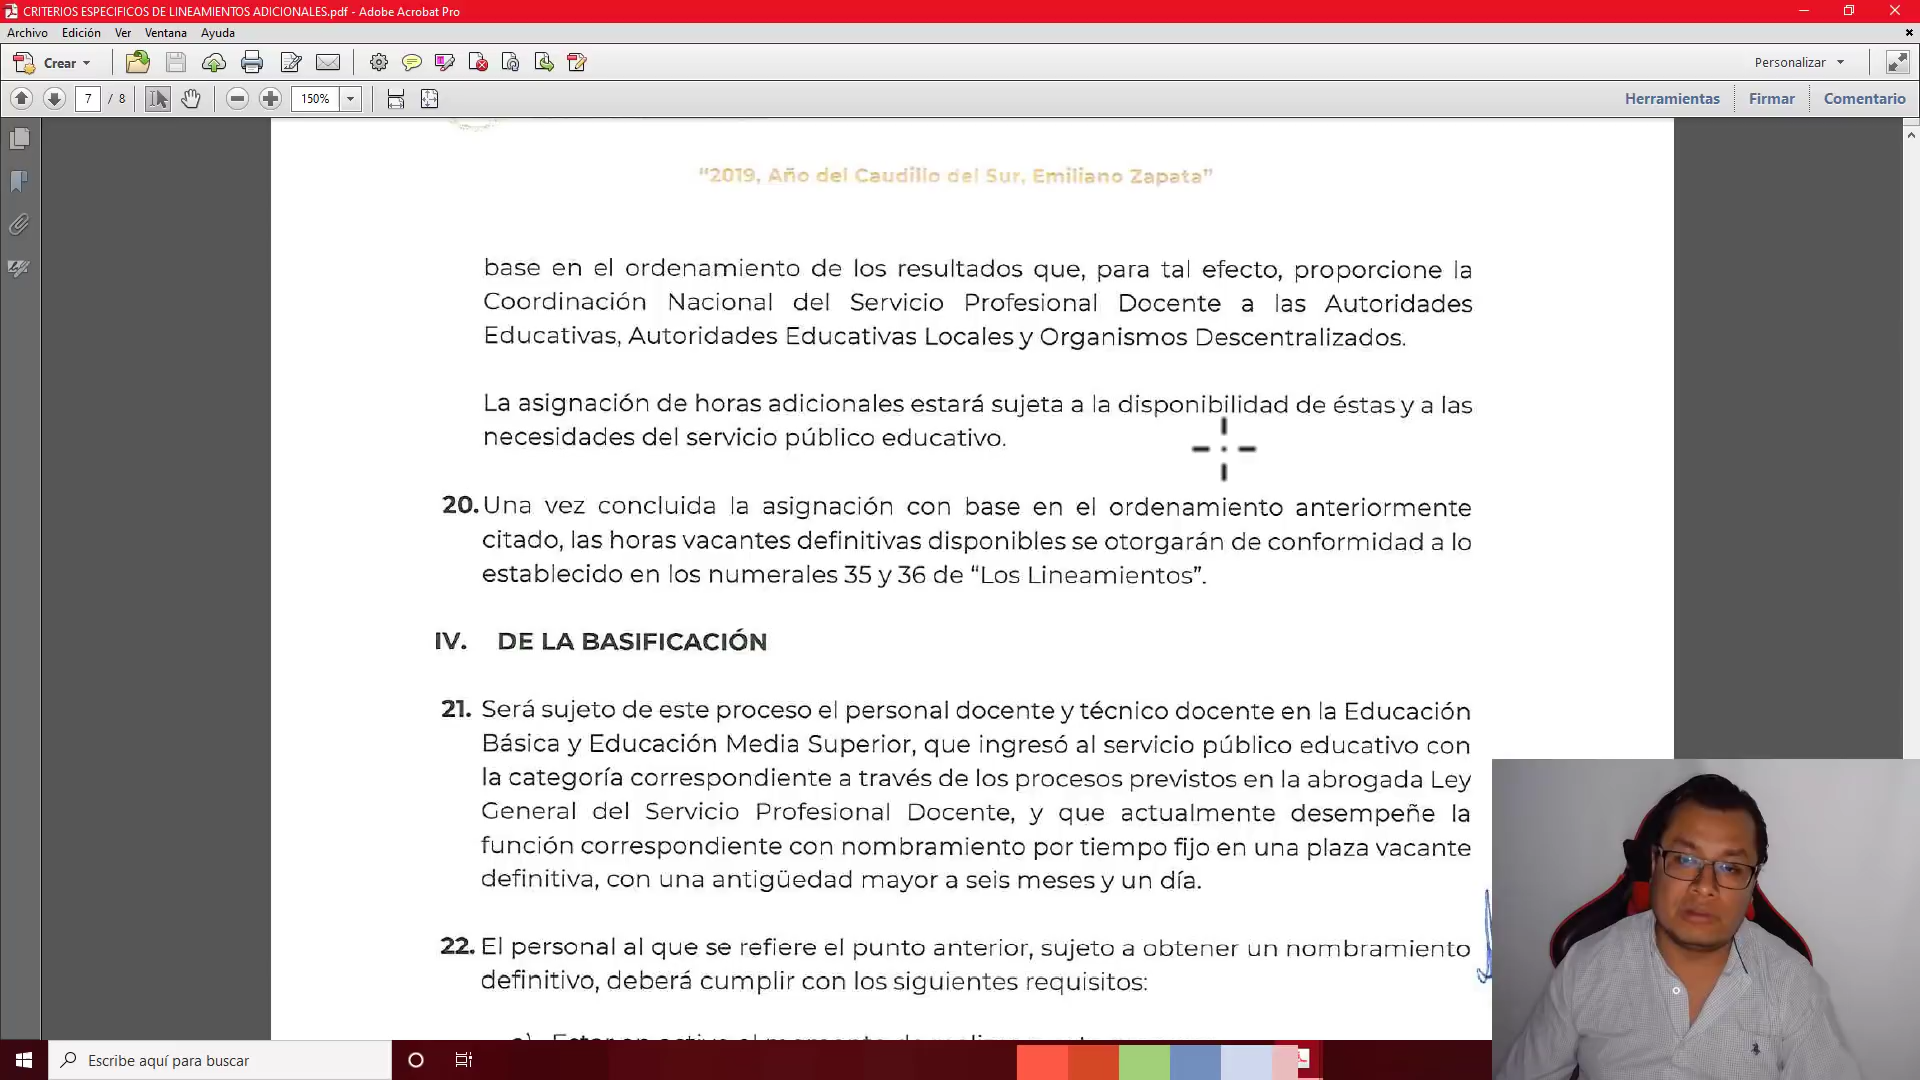 CRITERIOS ESPECIFICOS DE LINEAMIENTOS ADICIONALES.pdf - Adobe Acrobat Pro
Archivo Edición Ver Ventana Ayuda
Crear Personalizar
7 / 8 150% Herramientas Firmar Comentario
“2019, Año del Caudillo del Sur, Emiliano Zapata”
base en el ordenamiento de los resultados que, para tal efecto, proporcione la
Coordinación Nacional del Servicio Profesional Docente a las Autoridades
Educativas, Autoridades Educativas Locales y Organismos Descentralizados.
La asignación de horas adicionales estará sujeta a la disponibilidad de éstas y a las
necesidades del servicio público educativo.
20. Una vez concluida la asignación con base en el ordenamiento anteriormente
citado, las horas vacantes definitivas disponibles se otorgarán de conformidad a lo
establecido en los numerales 35 y 36 de “Los Lineamientos”.
IV. DE LA BASIFICACIÓN
21. Será sujeto de este proceso el personal docente y técnico docente en la Educación
Básica y Educación Media Superior, que ingresó al servicio público educativo con
la categoría correspondiente a través de los procesos previstos en la abrogada Ley
General del Servicio Profesional Docente, y que actualmente desempeñe la
función correspondiente con nombramiento por tiempo fijo en una plaza vacante
definitiva, con una antigüedad mayor a seis meses y un día.
22. El personal al que se refiere el punto anterior, sujeto a obtener un nombramiento
definitivo, deberá cumplir con los siguientes requisitos:
Escribe aquí para buscar